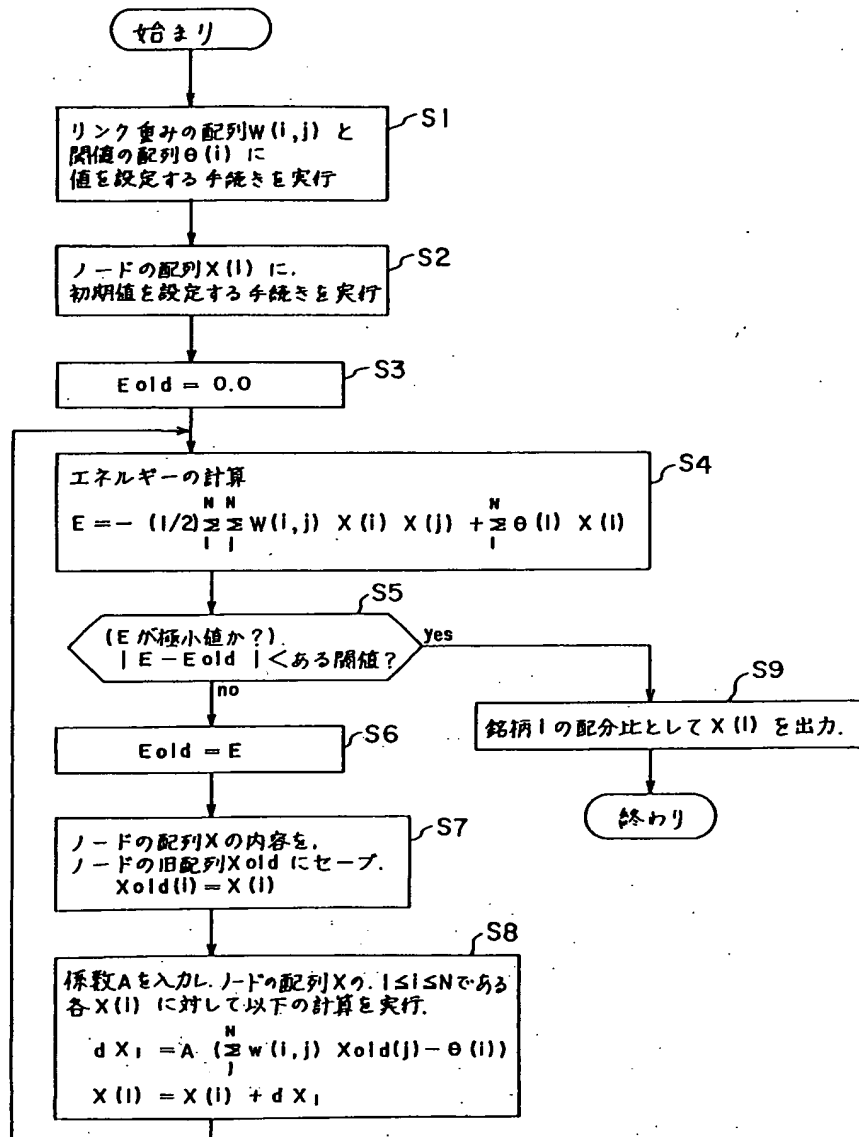 始まり
S1
リンク重みの配列W(i,j)と
閾値の配列θ(i)に
値を設定する手続きを実行
S2
ノードの配列X(i)に.
初期値を設定する手続きを実行
S3
Eold = 0.0
S4
エネルギーの計算
E = - (1/2) N Σ i N Σ j W(i,j) X(i) X(j) + N Σ i θ(i) X(i)
S5
(Eが極小値か?).
| E - Eold | < ある閾値?
yes
no
S9
銘柄iの配分比としてX(i)を出力.
終わり
S6
Eold = E
S7
ノードの配列Xの内容を,
ノードの旧配列Xoldにセーブ.
Xold(i) = X(i)
S8
係数Aを入力し.ノードの配列Xの.1≤i≤Nである
各X(i)に対して以下の計算を実行.
dXi = A (N Σ j w(i,j) Xold(j) - θ(i))
X(i) = X(i) + dXi